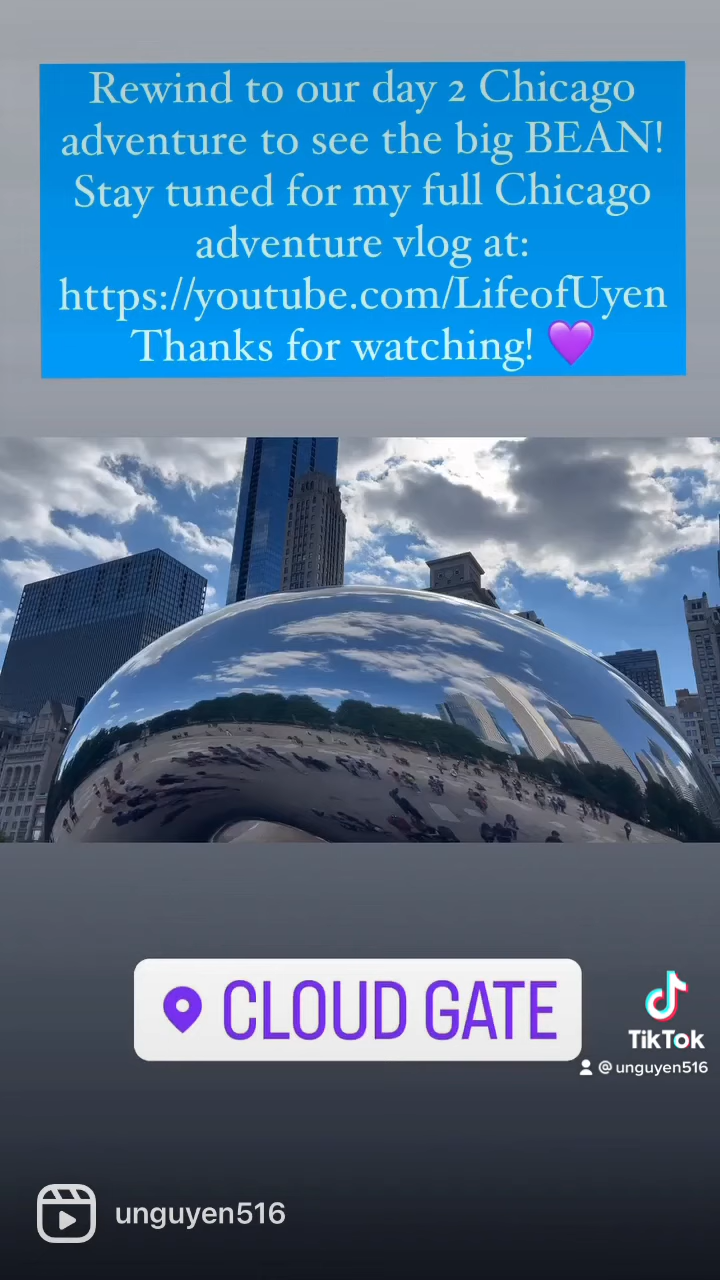 Rewind to our day 2 Chicago
adventure to see the big BEAN!
Stay tuned for my full Chicago
adventure vlog at:
https://youtube.com/LifeofUyen
Thanks for watching! 💜
CLOUD GATE
TikTok
@unguyen516
unguyen516